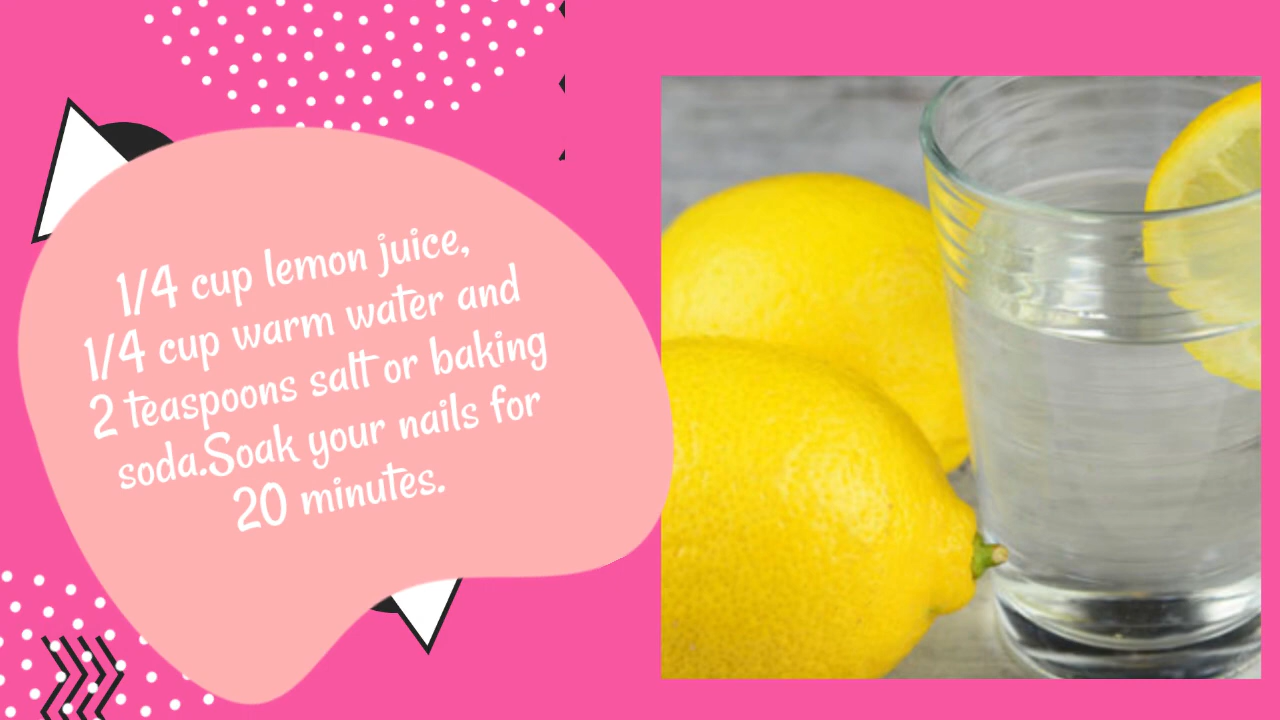 1/4 cup lemon juice,
1/4 cup warm water and
2 teaspoons salt or baking
soda.Soak your nails for
20 minutes.